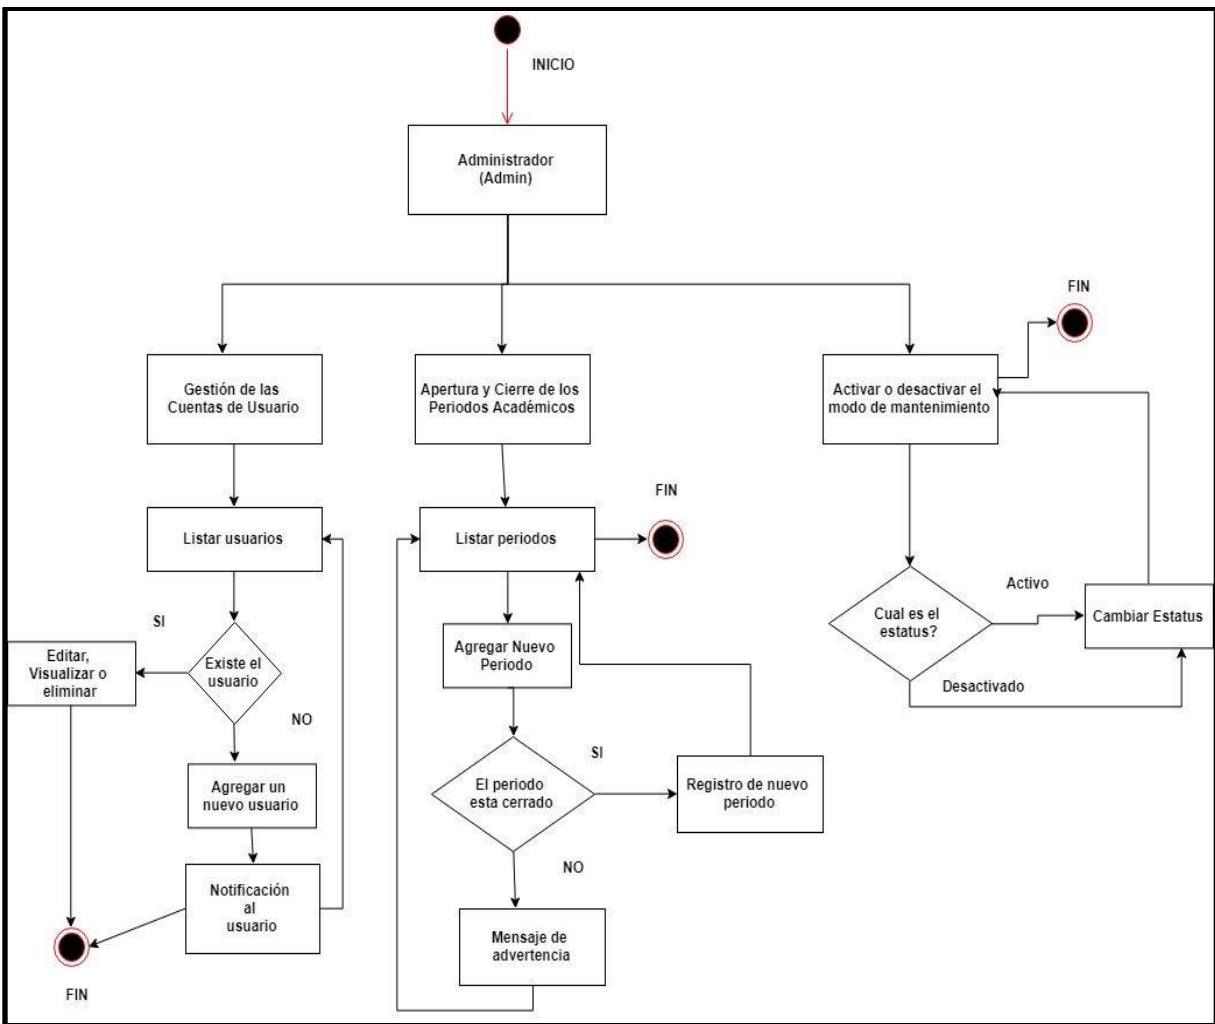 INICIO
Administrador
(Admin)
FIN
Gestión de las
Cuentas de Usuario
Apertura y Cierre de los
Periodos Académicos
Activar o desactivar el
modo de mantenimiento
FIN
Listar usuarios
Listar periodos
Activo
Cual es el
estatus?
Cambiar Estatus
SI
Editar,
Visualizar o
eliminar
Existe el
usuario
Agregar Nuevo
Periodo
Desactivado
NO
SI
Agregar un
nuevo usuario
El periodo
esta cerrado
Registro de nuevo
periodo
NO
Notificación
al
usuario
Mensaje de
advertencia
FIN